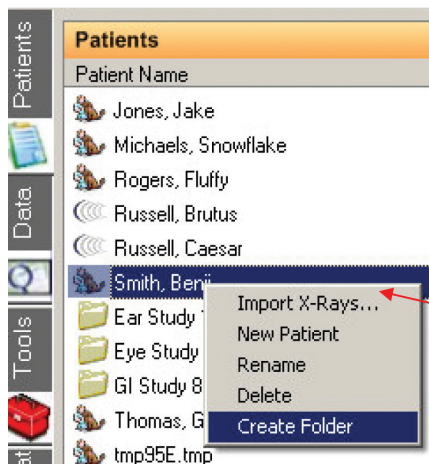 Patients
Patients
Patient Name
Jones, Jake
Michaels, Snowflake
Rogers, Fluffy
Data
Russell, Brutus
Russell, Caesar
Smith, Benji
Import X-Rays...
Ear Study
New Patient
Tools
Eye Study
Rename
GI Study 8
Delete
Thomas, G
Create Folder
tmp95E.tmp
at